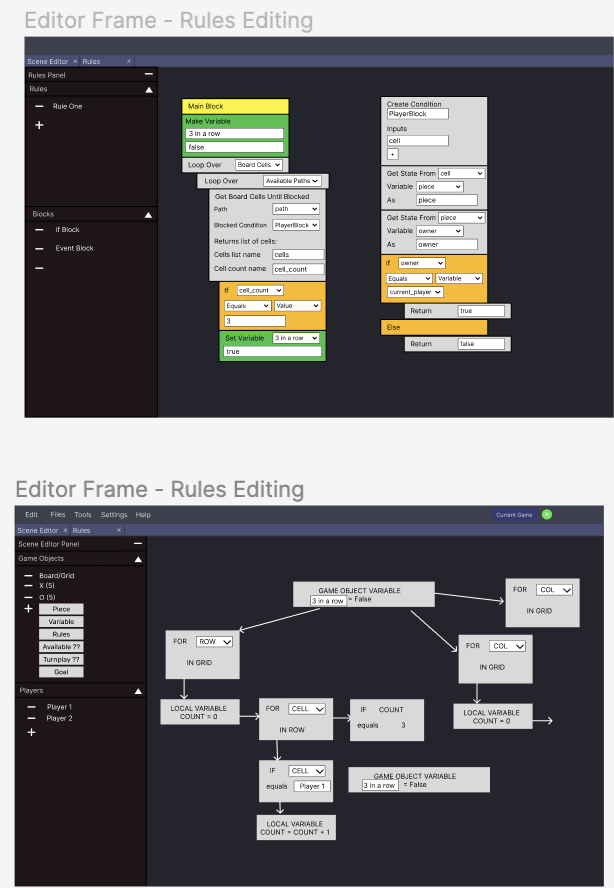 Editor Frame - Rules Editing
Scene Editor × Rules ×
Rules Panel
Rules
Rule One
Blocks
If Block
Event Block
Main Block
Make Variable
3 in a row
false
Loop Over Board Cells
Loop Over Available Paths
Get Board Cells Until Blocked
Path path
Blocked Condition PlayerBlock
Returns list of cells:
Cells list name cells
Cell count name cell_count
If cell_count
Equals Value
3
Set Variable 3 in a row
true
Create Condition
PlayerBlock
Inputs
cell
+
Get State From cell
Variable piece
As piece
Get State From piece
Variable owner
As owner
If owner
Equals Variable
current_player
Return true
Else
Return false
Editor Frame - Rules Editing
Edit Files Tools Settings Help
Current Game
Scene Editor × Rules ×
Scene Editor Panel
Game Objects
Board/Grid
X (5)
O (5)
Piece
Variable
Rules
Available ??
Turnplay ??
Goal
Players
Player 1
Player 2
GAME OBJECT VARIABLE
3 in a row = False
FOR COL
IN GRID
FOR ROW
IN GRID
FOR COL
IN GRID
LOCAL VARIABLE
COUNT = 0
FOR CELL
IN ROW
IF COUNT
equals 3
LOCAL VARIABLE
COUNT = 0
IF CELL
equals Player 1
GAME OBJECT VARIABLE
3 in a row = False
LOCAL VARIABLE
COUNT = COUNT + 1